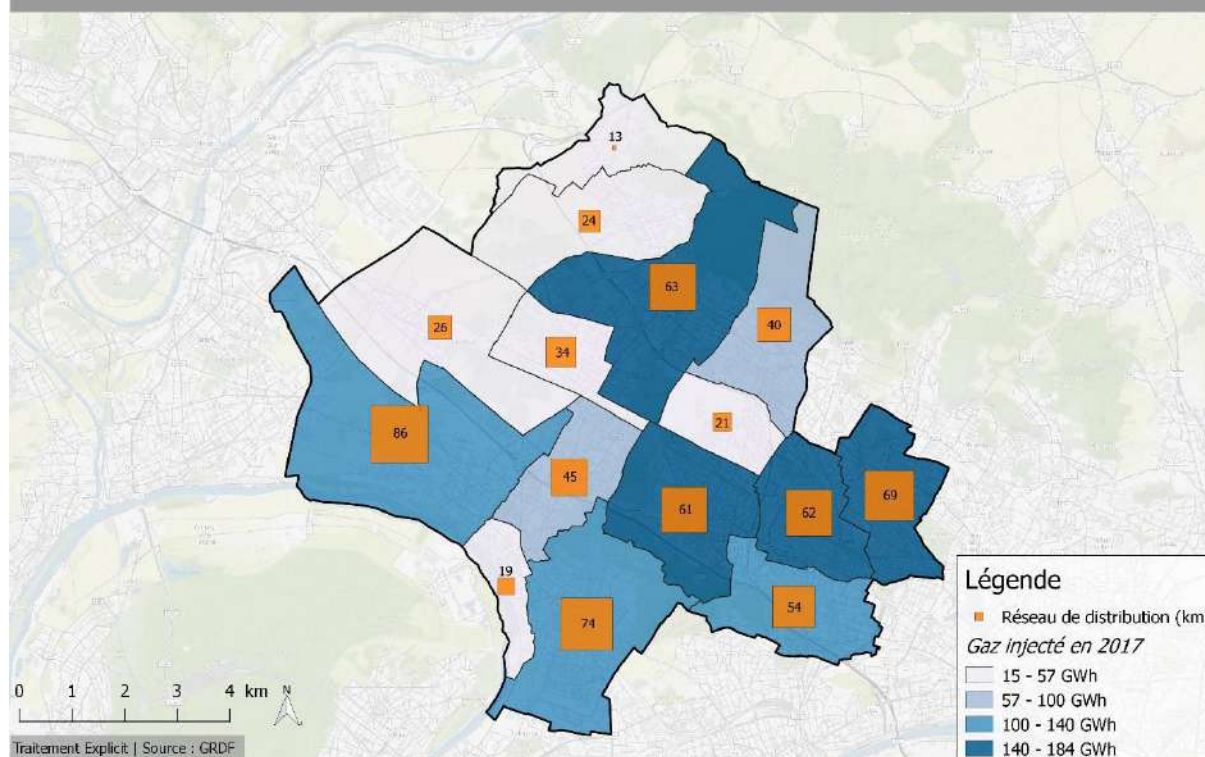 13
24
63
26
34
40
21
86
45
61
62
69
19
74
54
0 1 2 3 4 km N
Traitement Explicit | Source : GRDF
Légende
Réseau de distribution (km
Gaz injecté en 2017
15 - 57 GWh
57 - 100 GWh
100 - 140 GWh
140 - 184 GWh